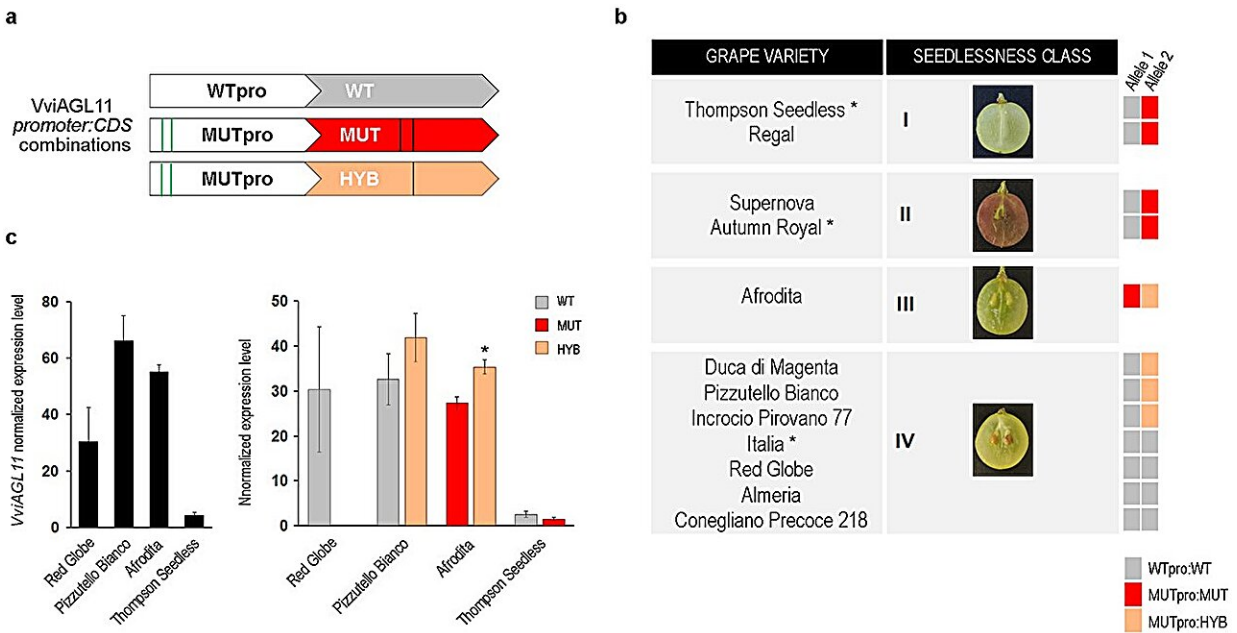 a
VviAGL11
promoter:CDS
combinations
WTpro WT
MUTpro MUT
MUTpro HYB
b
GRAPE VARIETY SEEDLESSNESS CLASS Allele 1 Allele 2
Thompson Seedless *
Regal
I
Supernova
Autumn Royal *
II
Afrodita
III
Duca di Magenta
Pizzutello Bianco
Incrocio Pirovano 77
Italia *
Red Globe
Almeria
Conegliano Precoce 218
IV
WTpro:WT
MUTpro:MUT
MUTpro:HYB
c
VviAGL11 normalized expression level
80
60
40
20
0
Red Globe
Pizzutello Bianco
Afrodita
Thompson Seedless
Nnormalized expression level
50
40
30
20
10
0
*
WT
MUT
HYB
Red Globe
Pizzutello Bianco
Afrodita
Thompson Seedless